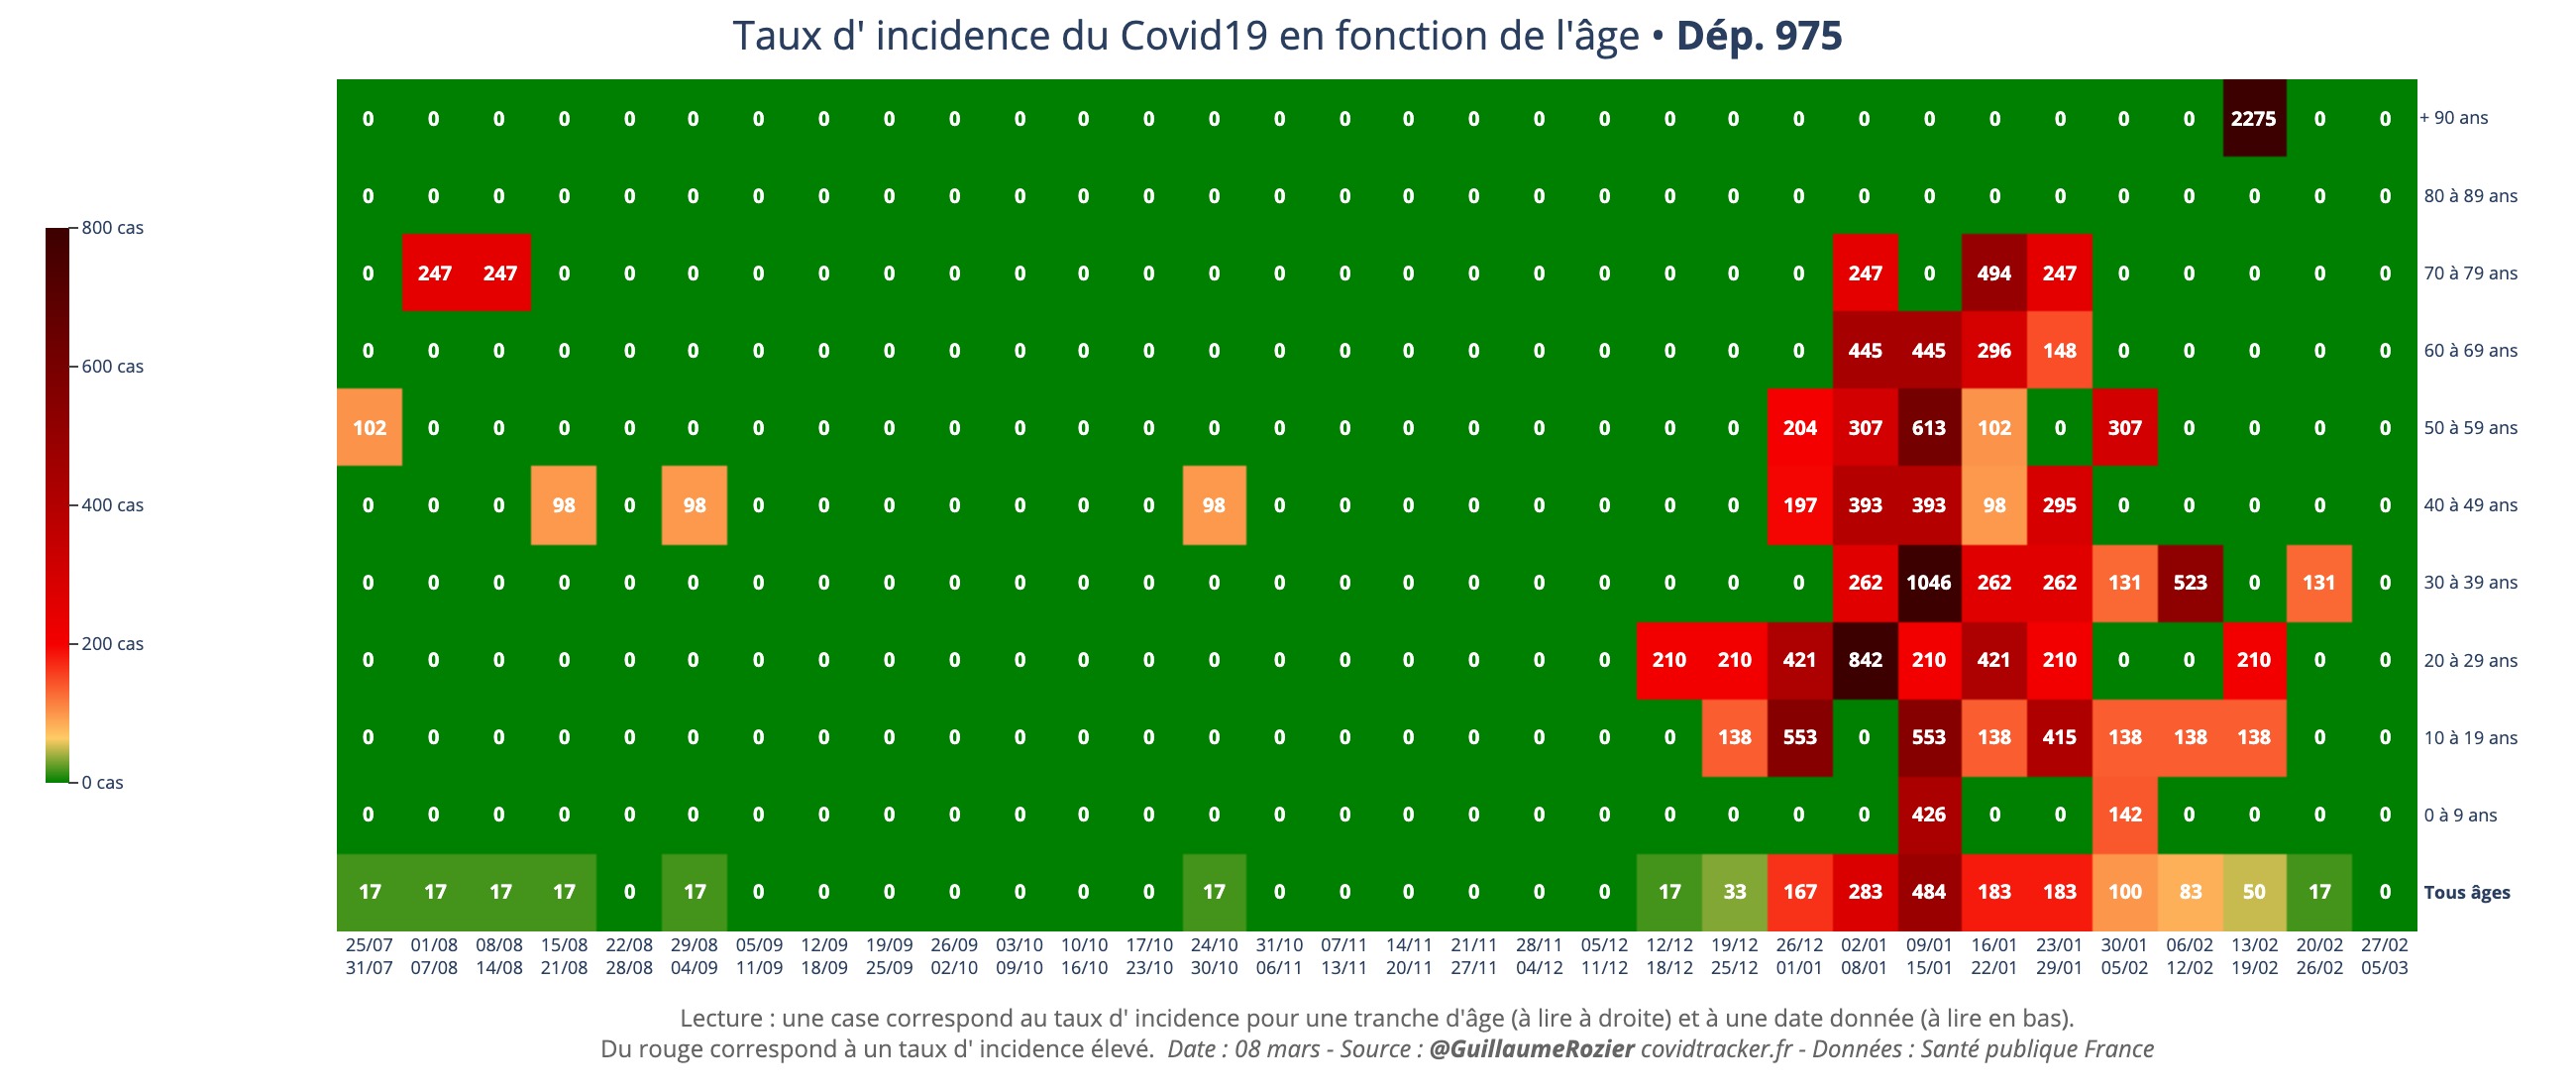 Taux d' incidence du Covid19 en fonction de l'âge • Dép. 975
0 0 0 0 0 0 0 0 0 0 0 0 0 0 0 0 0 0 0 0 0 0 0 0 0 0 0 0 0 2275 0 0 + 90 ans
0 0 0 0 0 0 0 0 0 0 0 0 0 0 0 0 0 0 0 0 0 0 0 0 0 0 0 0 0 0 0 0 80 à 89 ans
800 cas
0 247 247 0 0 0 0 0 0 0 0 0 0 0 0 0 0 0 0 0 0 0 0 247 0 494 247 0 0 0 0 0 70 à 79 ans
0 0 0 0 0 0 0 0 0 0 0 0 0 0 0 0 0 0 0 0 0 0 0 445 445 296 148 0 0 0 0 0 60 à 69 ans
600 cas
102 0 0 0 0 0 0 0 0 0 0 0 0 0 0 0 0 0 0 0 0 0 204 307 613 102 0 307 0 0 0 0 50 à 59 ans
0 0 0 98 0 98 0 0 0 0 0 0 0 98 0 0 0 0 0 0 0 0 197 393 393 98 295 0 0 0 0 0 40 à 49 ans
400 cas
0 0 0 0 0 0 0 0 0 0 0 0 0 0 0 0 0 0 0 0 0 0 0 262 1046 262 262 131 523 0 131 0 30 à 39 ans
200 cas
0 0 0 0 0 0 0 0 0 0 0 0 0 0 0 0 0 0 0 0 210 210 421 842 210 421 210 0 0 210 0 0 20 à 29 ans
0 0 0 0 0 0 0 0 0 0 0 0 0 0 0 0 0 0 0 0 0 138 553 0 553 138 415 138 138 138 0 0 10 à 19 ans
0 cas
0 0 0 0 0 0 0 0 0 0 0 0 0 0 0 0 0 0 0 0 0 0 0 0 426 0 0 142 0 0 0 0 0 à 9 ans
17 17 17 17 0 17 0 0 0 0 0 0 0 17 0 0 0 0 0 0 17 33 167 283 484 183 183 100 83 50 17 0 Tous âges
25/07 01/08 08/08 15/08 22/08 29/08 05/09 12/09 19/09 26/09 03/10 10/10 17/10 24/10 31/10 07/11 14/11 21/11 28/11 05/12 12/12 19/12 26/12 02/01 09/01 16/01 23/01 30/01 06/02 13/02 20/02 27/02
31/07 07/08 14/08 21/08 28/08 04/09 11/09 18/09 25/09 02/10 09/10 16/10 23/10 30/10 06/11 13/11 20/11 27/11 04/12 11/12 18/12 25/12 01/01 08/01 15/01 22/01 29/01 05/02 12/02 19/02 26/02 05/03
Lecture : une case correspond au taux d' incidence pour une tranche d'âge (à lire à droite) et à une date donnée (à lire en bas).
Du rouge correspond à un taux d' incidence élevé. Date : 08 mars - Source : @GuillaumeRozier covidtracker.fr - Données : Santé publique France